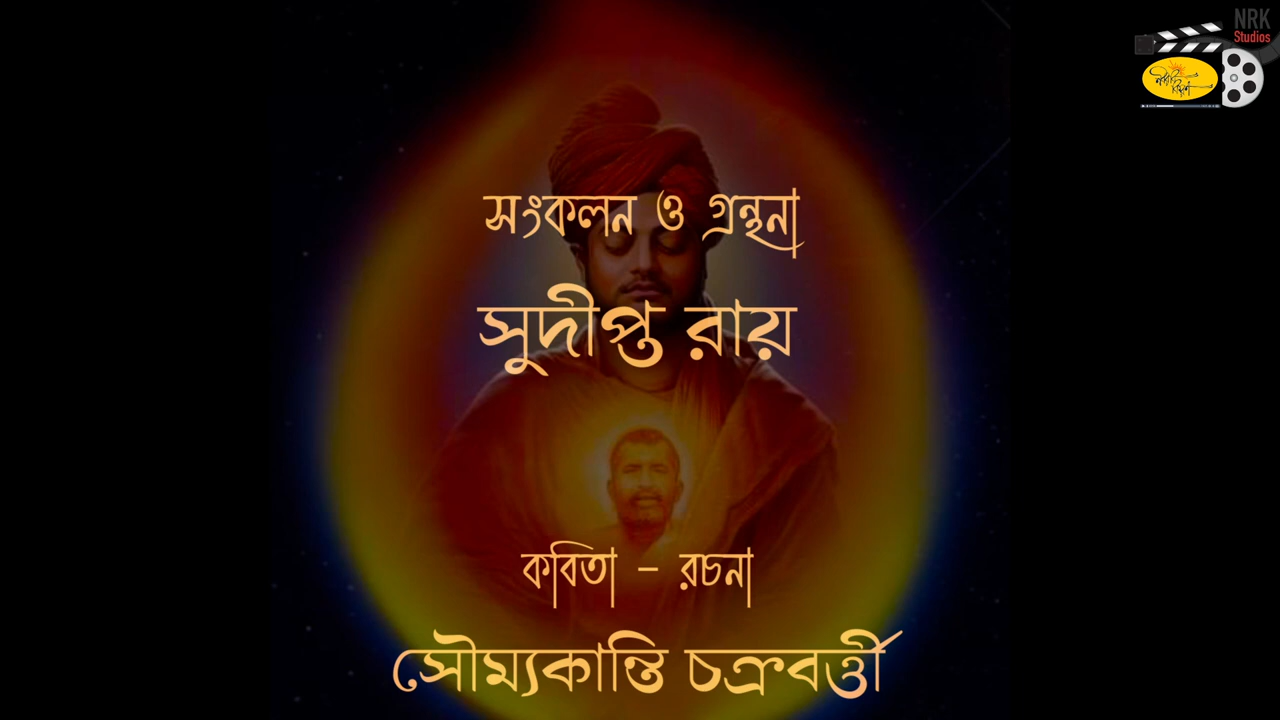 NRK
Studios
সংকলন ও গ্রন্থনা
সুদীপ্ত রায়
কবিতা - রচনা
সৌম্যকান্তি চক্রবর্ত্তী